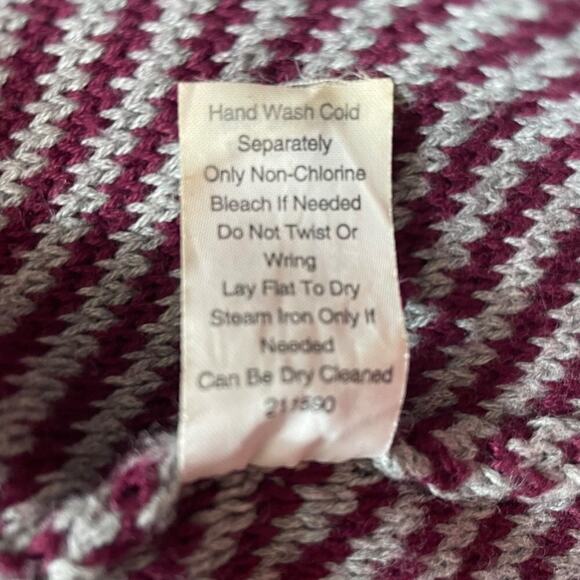 Hand Wash Cold
Separately
Only Non-Chlorine
Bleach If Needed
Do Not Twist Or
Wring
Lay Flat To Dry
Steam Iron Only If
Needed
Can Be Dry Cleaned